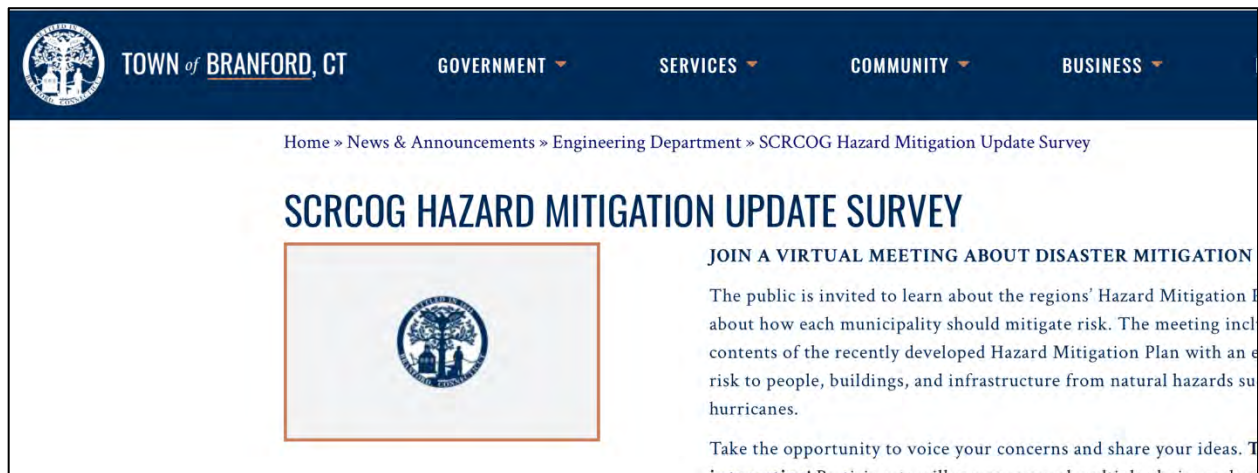 TOWN of BRANFORD, CT
GOVERNMENT
SERVICES
COMMUNITY
BUSINESS
Home » News & Announcements » Engineering Department » SCRCOG Hazard Mitigation Update Survey
SCRCOG HAZARD MITIGATION UPDATE SURVEY
JOIN A VIRTUAL MEETING ABOUT DISASTER MITIGATION
The public is invited to learn about the regions' Hazard Mitigation
about how each municipality should mitigate risk. The meeting
contents of the recently developed Hazard Mitigation Plan with an
risk to people, buildings, and infrastructure from natural hazards
hurricanes.
Take the opportunity to voice your concerns and share your ideas.